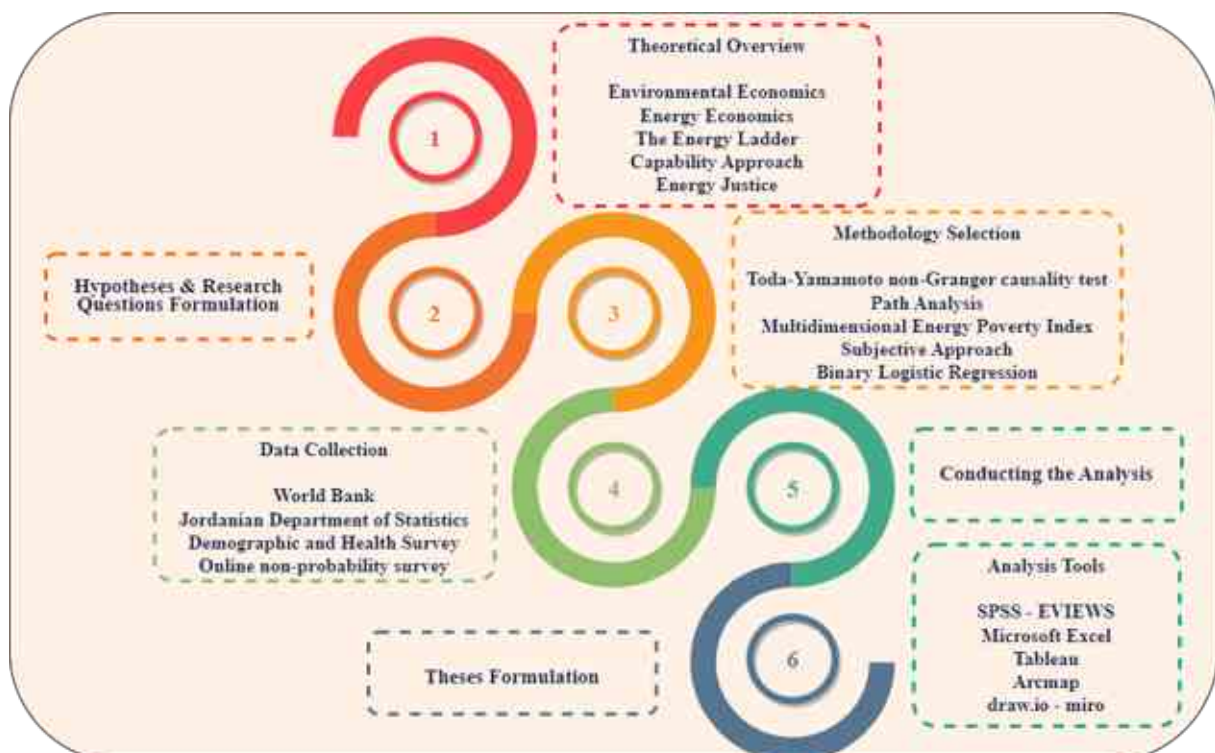 1
Theoretical Overview
Environmental Economics
Energy Economics
The Energy Ladder
Capability Approach
Energy Justice
2
Hypotheses & Research
Questions Formulation
3
Methodology Selection
Toda-Yamamoto non-Granger causality test
Path Analysis
Multidimensional Energy Poverty Index
Subjective Approach
Binary Logistic Regression
4
Data Collection
World Bank
Jordanian Department of Statistics
Demographic and Health Survey
Online non-probability survey
5
Conducting the Analysis
Analysis Tools
SPSS - EVIEWS
Microsoft Excel
Tableau
Arcmap
draw.io - miro
6
Theses Formulation